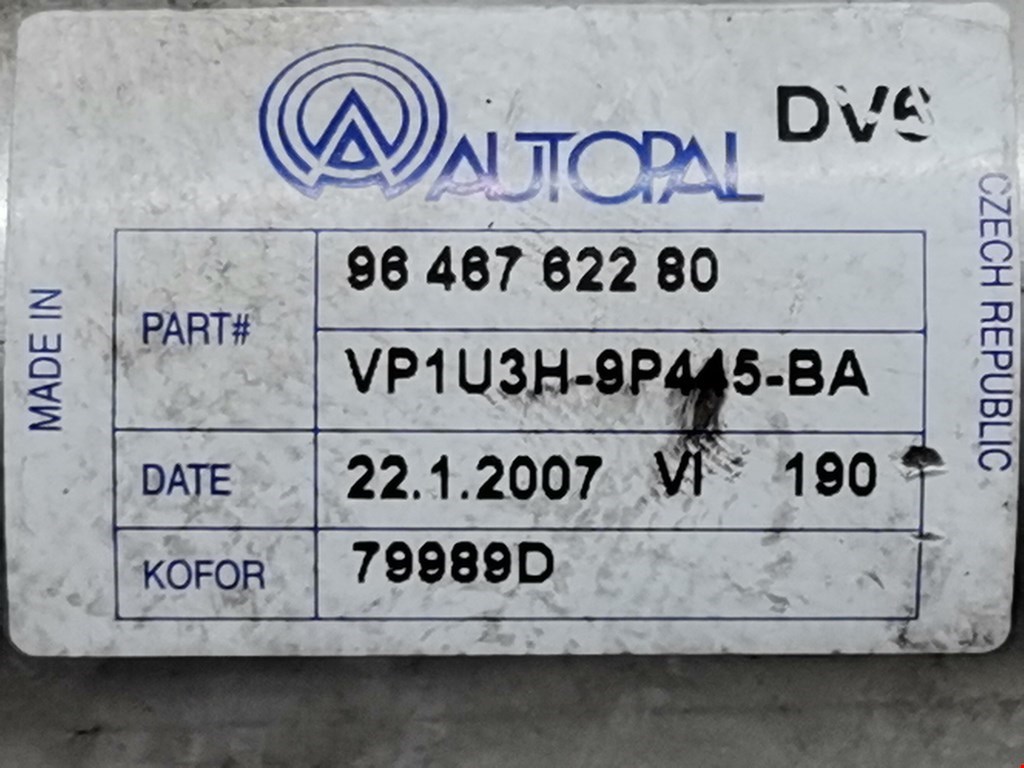 AUTOPAL
DV6
MADE IN
CZECH REPUBLIC
PART#
96 467 622 80
VP1U3H-9P445-BA
DATE
22.1.2007 VI 190
KOFOR
79989D